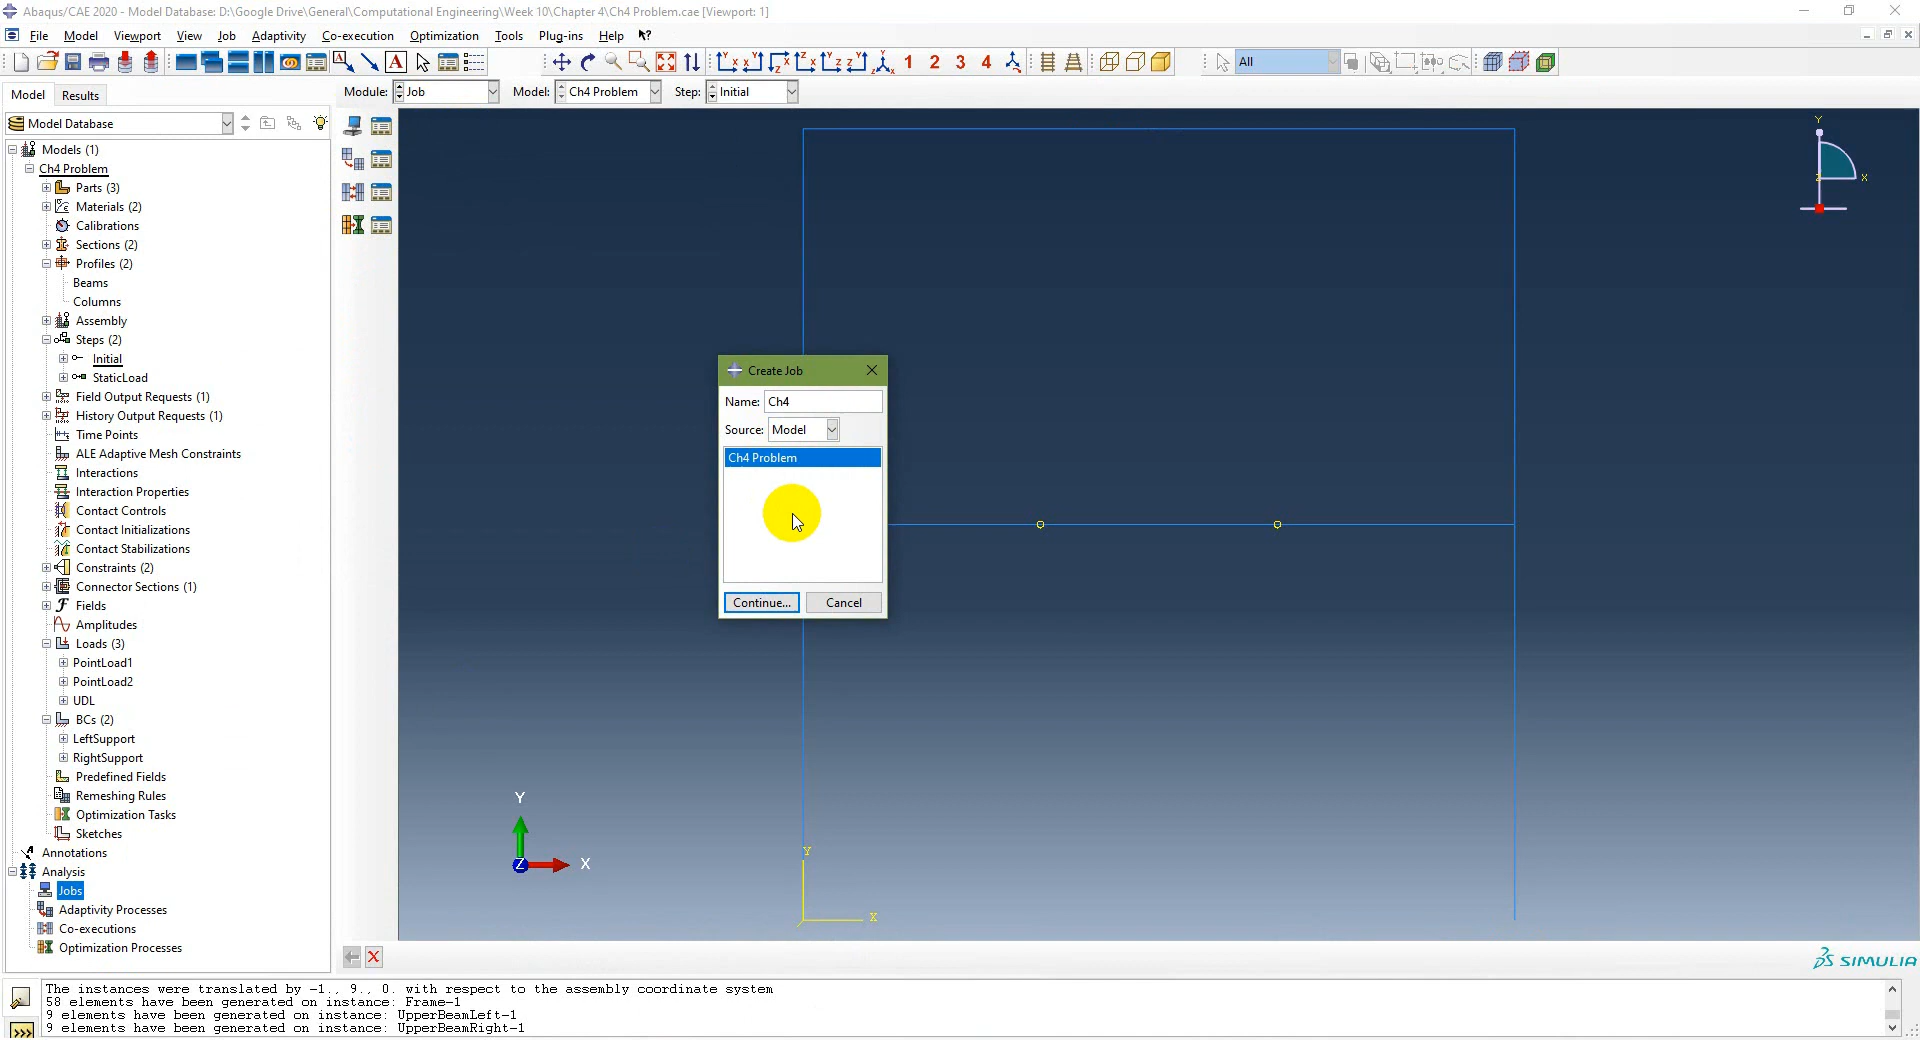 Abaqus/CAE 2020 - Model Database: D:\Google Drive\General\Computational Engineering\Week 10\Chapter 4\Ch4 Problem.cae [Viewport: 1]
File Model Viewport View Job Adaptivity Co-execution Optimization Tools Plug-ins Help
1 2 3 4 All
Model Results Module: Job Model: Ch4 Problem Step: Initial
Model Database
Models (1)
Ch4 Problem
Parts (3)
Materials (2)
Calibrations
Sections (2)
Profiles (2)
Beams
Columns
Assembly
Steps (2)
Initial
StaticLoad
Field Output Requests (1)
History Output Requests (1)
Time Points
ALE Adaptive Mesh Constraints
Interactions
Interaction Properties
Contact Controls
Contact Initializations
Contact Stabilizations
Constraints (2)
Connector Sections (1)
Fields
Amplitudes
Loads (3)
PointLoad1
PointLoad2
UDL
BCs (2)
LeftSupport
RightSupport
Predefined Fields
Remeshing Rules
Optimization Tasks
Sketches
Annotations
Analysis
Jobs
Adaptivity Processes
Co-executions
Optimization Processes
Create Job
Name: Ch4
Source: Model
Ch4 Problem
Continue... Cancel
Y
X
Y
Z X
Y
X
SIMULIA
The instances were translated by -1., 9., 0. with respect to the assembly coordinate system
58 elements have been generated on instance: Frame-1
9 elements have been generated on instance: UpperBeamLeft-1
9 elements have been generated on instance: UpperBeamRight-1